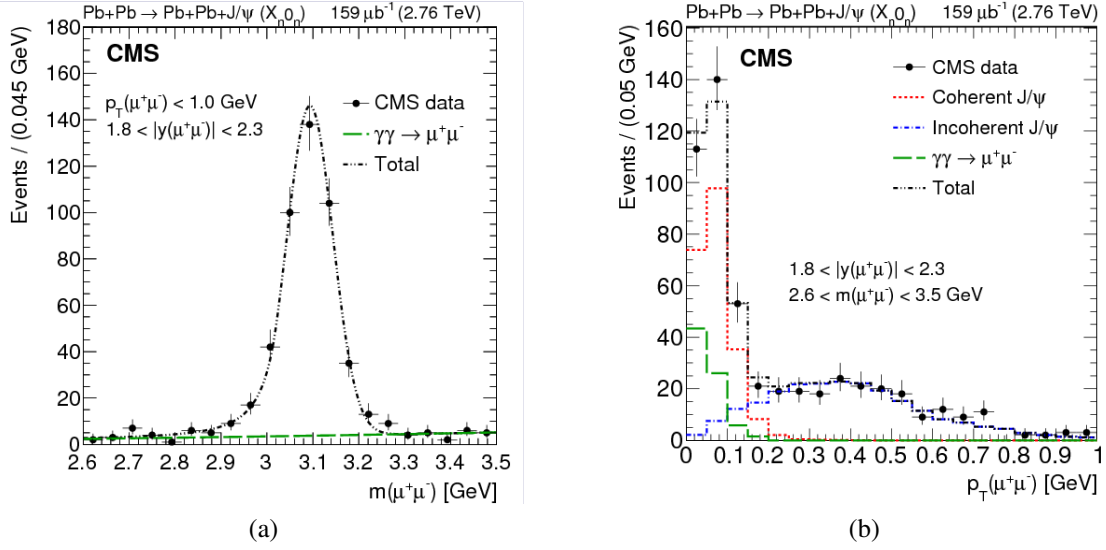 Pb+Pb → Pb+Pb+J/ψ (Xn0n) 159 μb⁻¹ (2.76 TeV)
Events / (0.045 GeV)
CMS
pT(μ⁺μ⁻) < 1.0 GeV
1.8 < |y(μ⁺μ⁻)| < 2.3
CMS data
γγ → μ⁺μ⁻
Total
180
160
140
120
100
80
60
40
20
0
2.6 2.7 2.8 2.9 3 3.1 3.2 3.3 3.4 3.5
m(μ⁺μ⁻) [GeV]
(a)
Pb+Pb → Pb+Pb+J/ψ (Xn0n) 159 μb⁻¹ (2.76 TeV)
Events / (0.05 GeV)
CMS
CMS data
Coherent J/ψ
Incoherent J/ψ
γγ → μ⁺μ⁻
Total
1.8 < |y(μ⁺μ⁻)| < 2.3
2.6 < m(μ⁺μ⁻) < 3.5 GeV
160
140
120
100
80
60
40
20
0
0 0.1 0.2 0.3 0.4 0.5 0.6 0.7 0.8 0.9 1
pT(μ⁺μ⁻) [GeV]
(b)